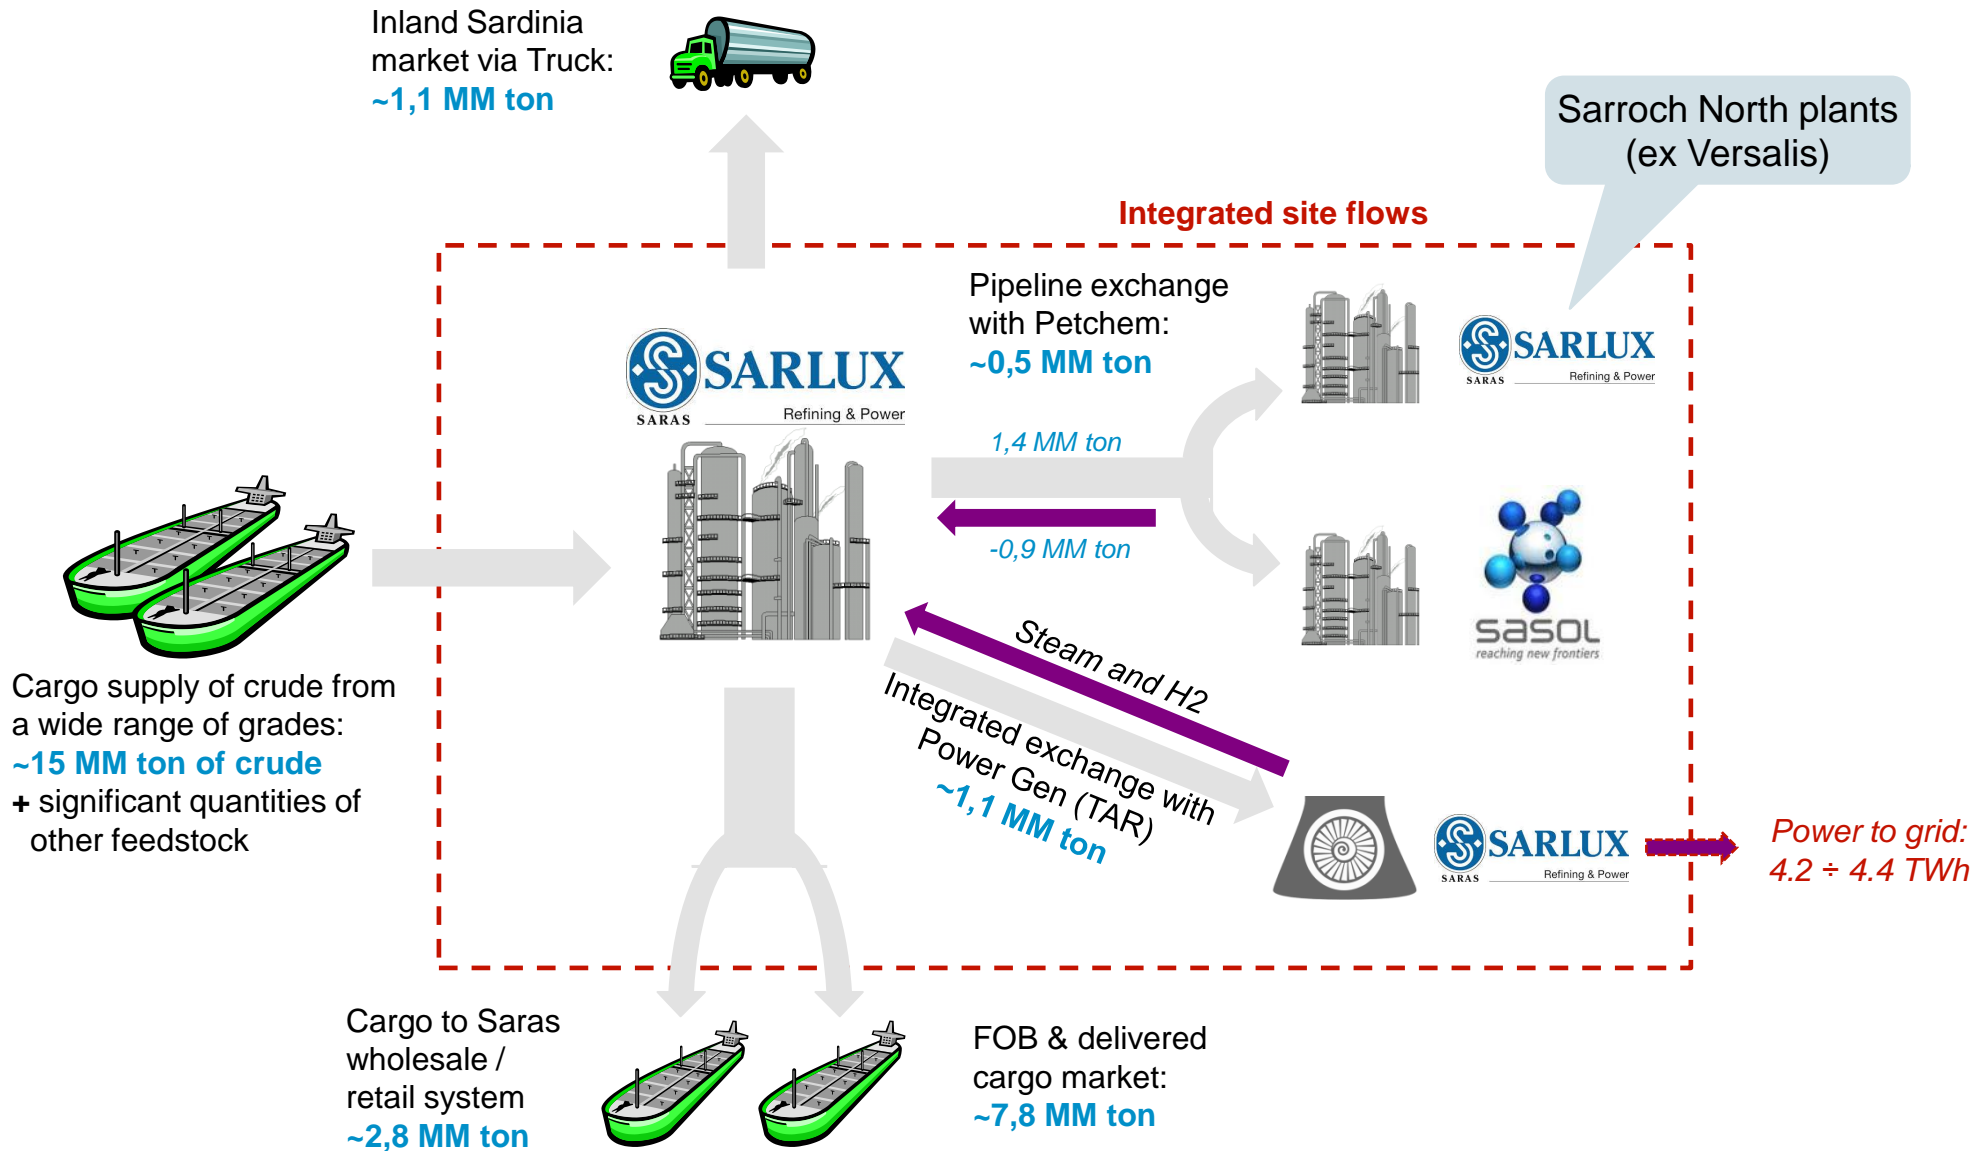 Inland Sardinia
market via Truck:
~1,1 MM ton
Sarroch North plants
(ex Versalis)
Integrated site flows
Pipeline exchange
with Petchem:
~0,5 MM ton
SARLUX
Refining & Power
SARAS
SARLUX
Refining & Power
SARAS
1,4 MM ton
-0,9 MM ton
sasol
reaching new frontiers
Cargo supply of crude from
a wide range of grades:
~15 MM ton of crude
+ significant quantities of
other feedstock
Steam and H2
Integrated exchange with
Power Gen (TAR)
~1,1 MM ton
SARLUX
Refining & Power
SARAS
Power to grid:
4.2 ÷ 4.4 TWh
Cargo to Saras
wholesale /
retail system
~2,8 MM ton
FOB & delivered
cargo market:
~7,8 MM ton